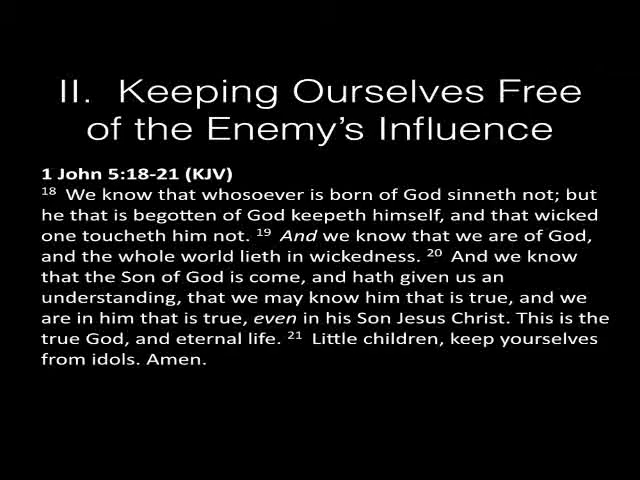 II.  Keeping Ourselves Free
of the Enemy's Influence
1 John 5:18-21 (KJV)
18 We know that whosoever is born of God sinneth not; but
he that is begotten of God keepeth himself, and that wicked
one toucheth him not. 19 And we know that we are of God,
and the whole world lieth in wickedness. 20 And we know
that the Son of God is come, and hath given us an
understanding, that we may know him that is true, and we
are in him that is true, even in his Son Jesus Christ. This is the
true God, and eternal life. 21 Little children, keep yourselves
from idols. Amen.